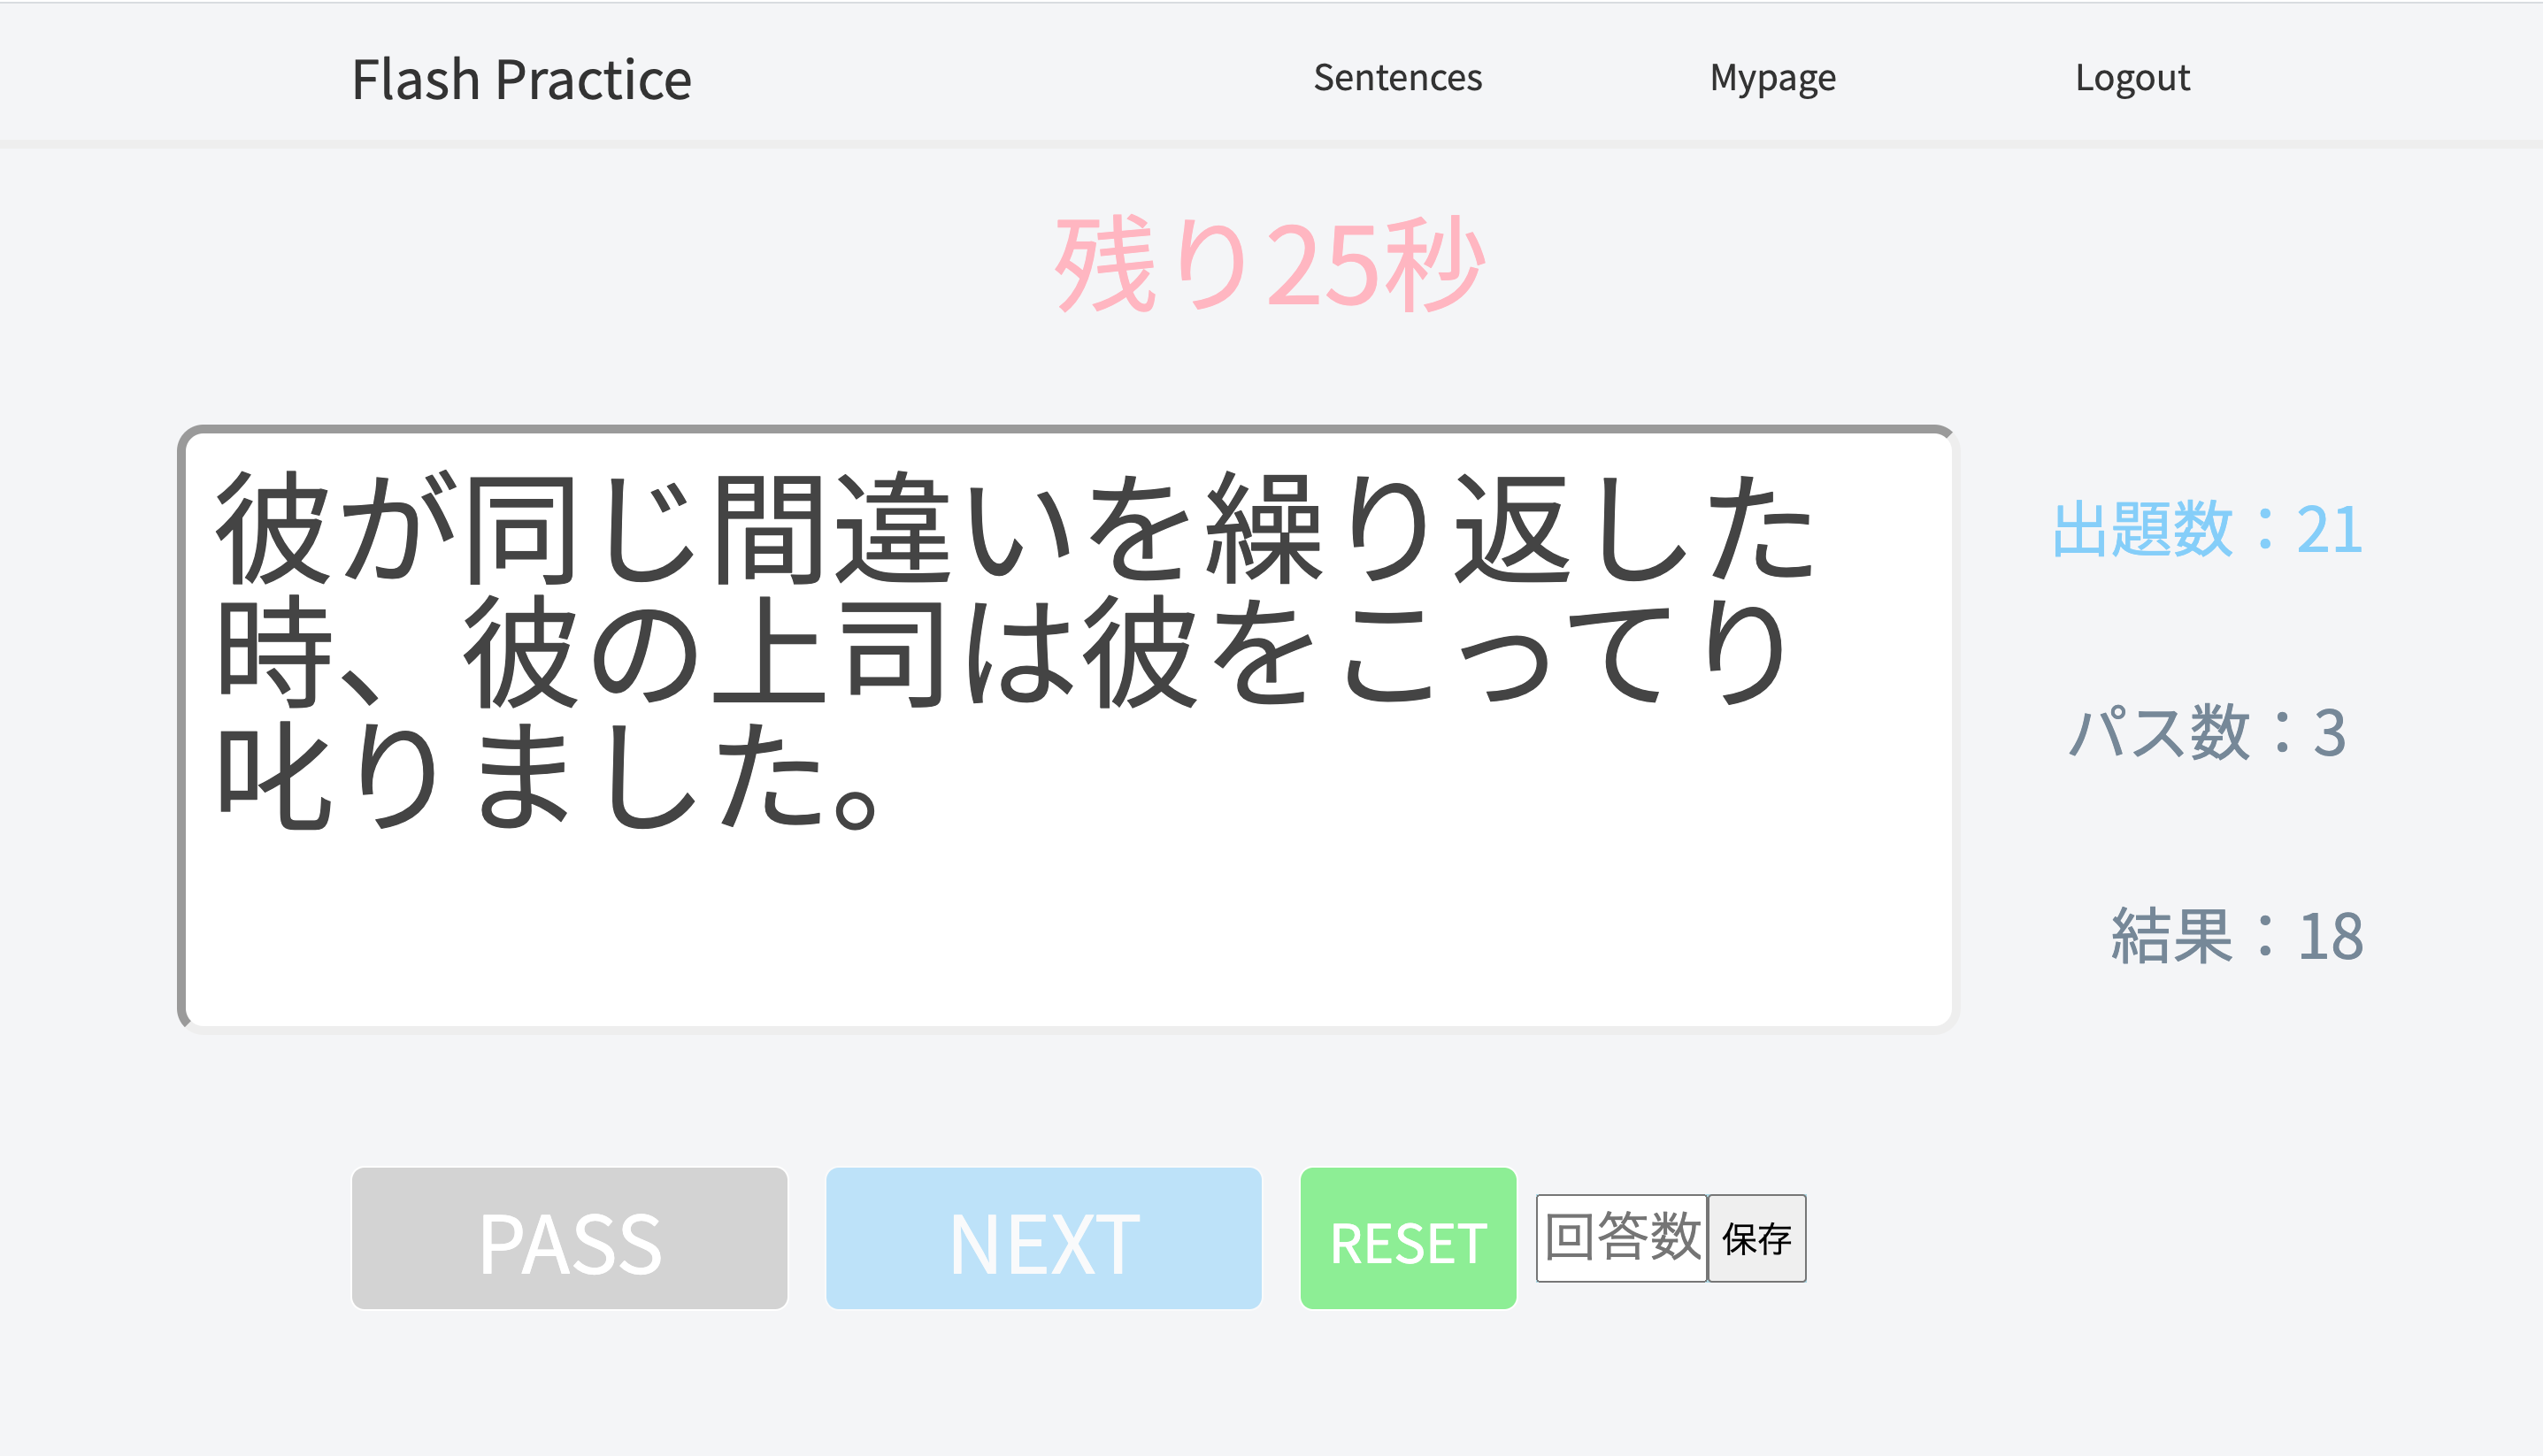 Flash Practice
Sentences
Mypage
Logout
残り25秒
彼が同じ間違いを繰り返した
時、彼の上司は彼をこってり
叱りました。
出題数：21
パス数：3
結果：18
PASS
NEXT
RESET
回答数
保存